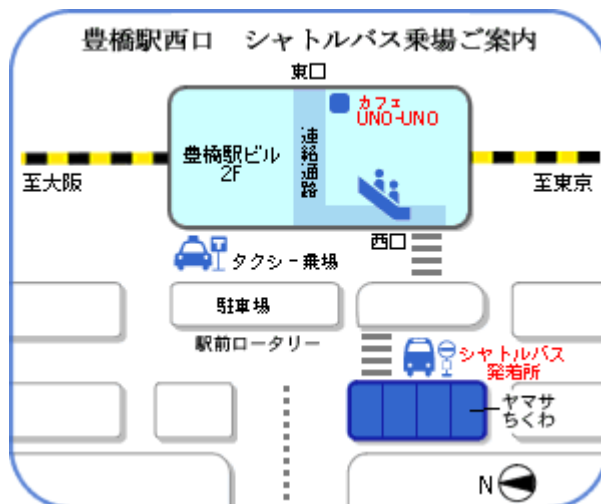 豊橋駅西口 シャトルバス乗場ご案内
東口
カフェ
UNO-UNO
豊橋駅ビル
2F
連絡通路
至大阪
至東京
西口
タクシー乗場
駐車場
駅前ロータリー
シャトルバス
発着所
ヤマサ
ちくわ
N